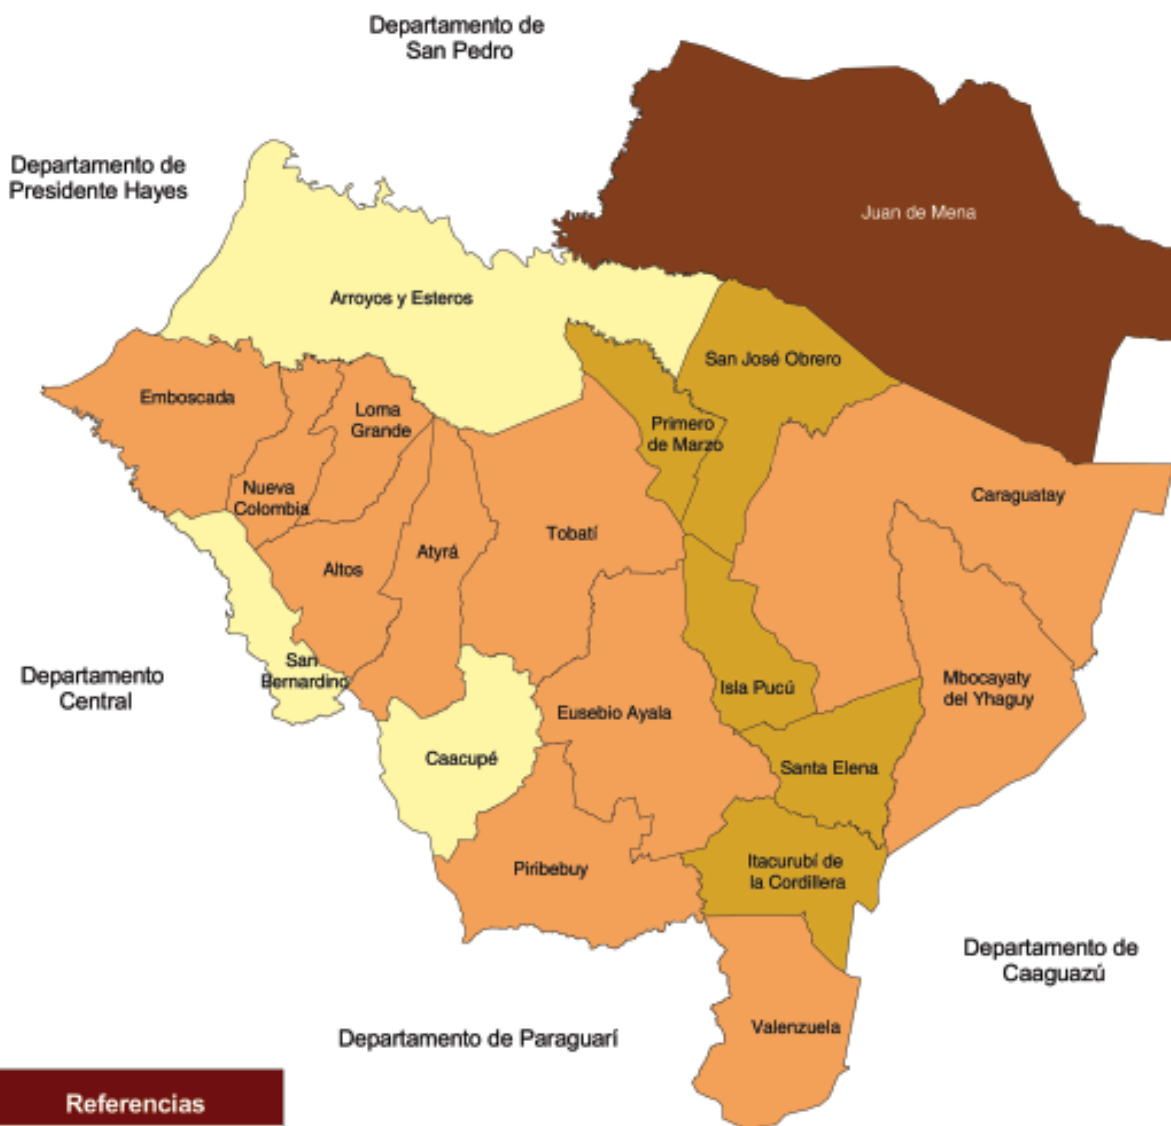 Departamento de
San Pedro
Departamento de
Presidente Hayes
Juan de Mena
Arroyos y Esteros
San José Obrero
Emboscada
Loma
Grande
Primero
de Marzo
Nueva
Colombia
Caraguatay
Tobatí
Atyrá
Altos
San
Bernardino
Departamento
Central
Isla Pucú
Mbocayaty
del Yhaguy
Eusebio Ayala
Caacupé
Santa Elena
Piribebuy
Itacurubí de
la Cordillera
Departamento de
Caaguazú
Valenzuela
Departamento de Paraguarí
Referencias